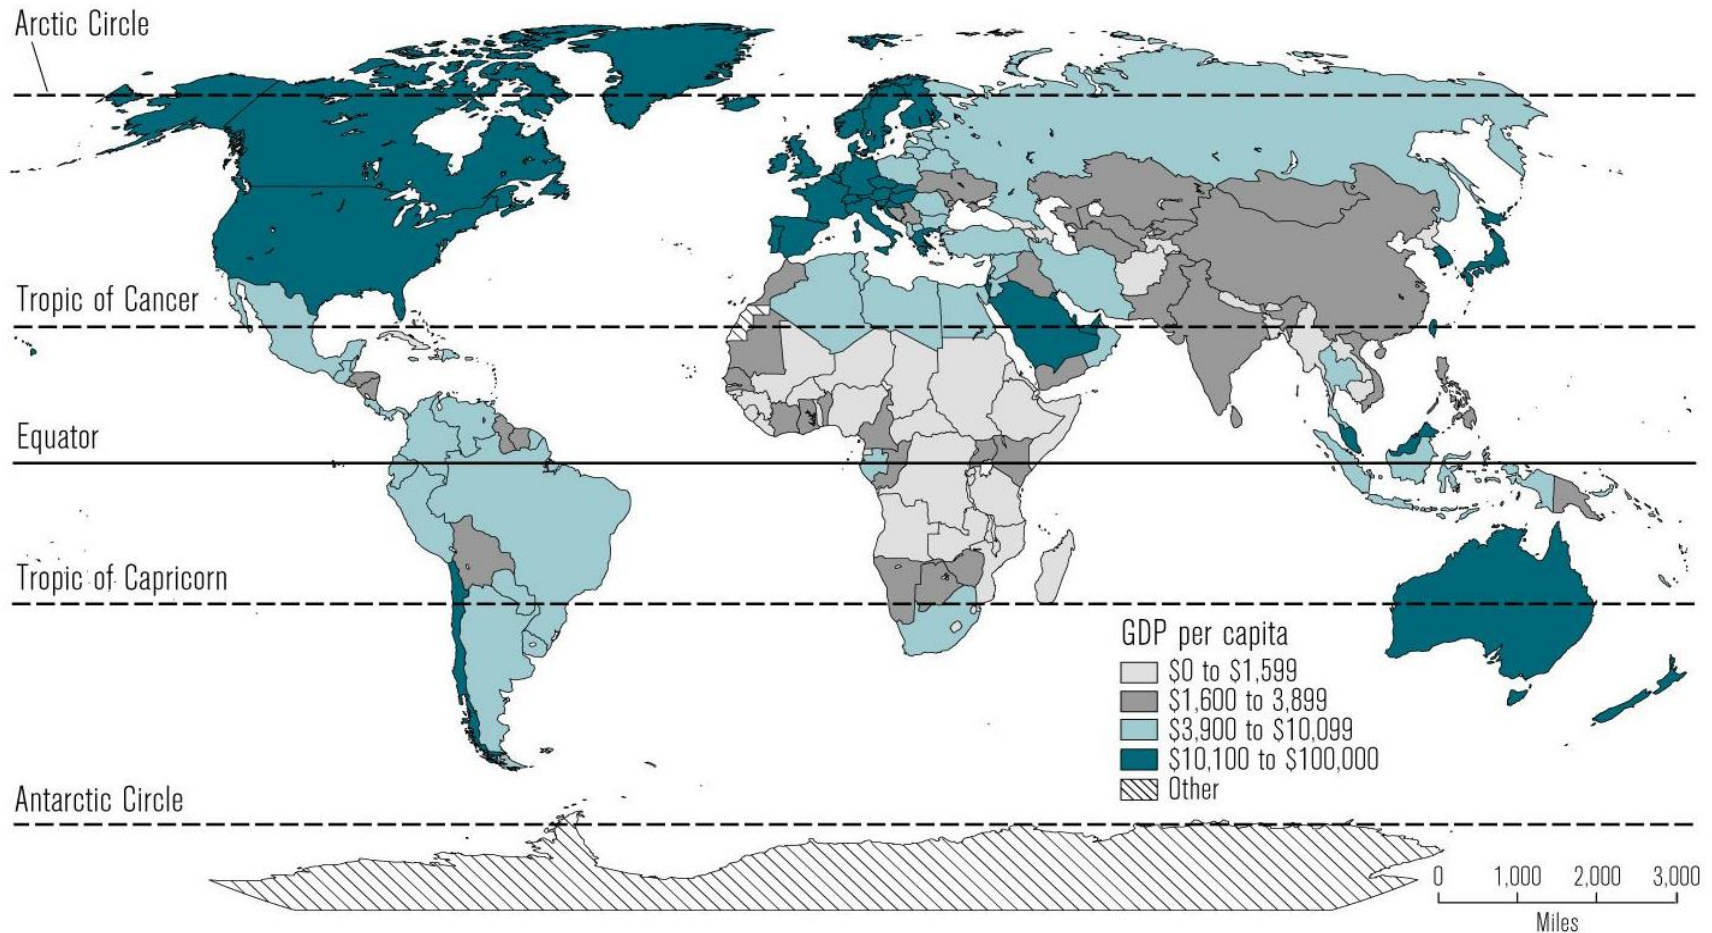 Arctic Circle
Tropic of Cancer
Equator
Tropic of Capricorn
GDP per capita
$0 to $1,599
$1,600 to 3,899
$3,900 to $10,099
$10,100 to $100,000
Other
Antarctic Circle
0 1,000 2,000 3,000
Miles